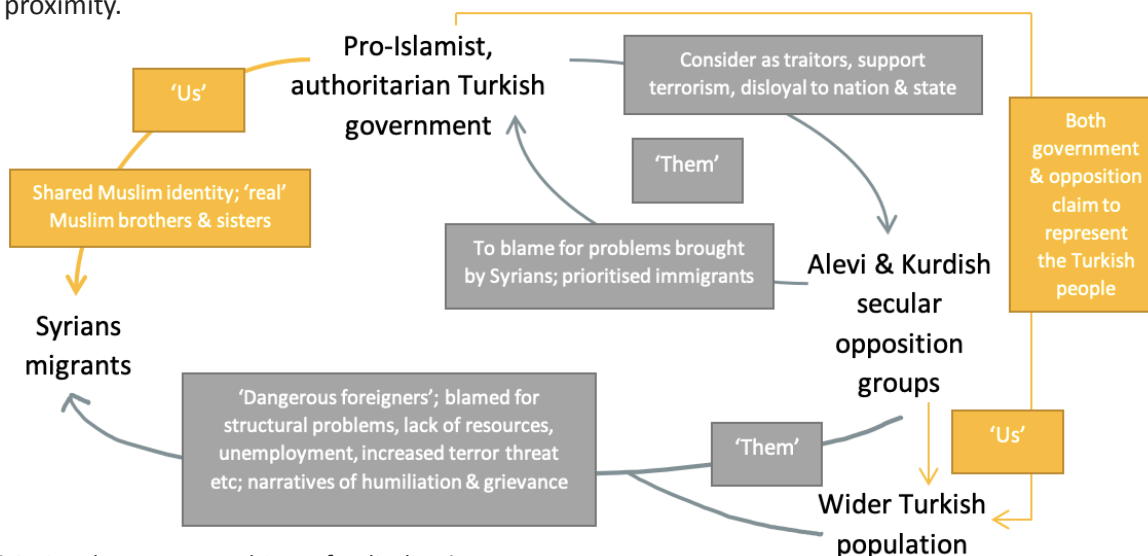 proximity.
Pro-Islamist,
authoritarian Turkish
government
'Us'
Shared Muslim identity; 'real'
Muslim brothers & sisters
Syrians
migrants
Consider as traitors, support
terrorism, disloyal to nation & state
'Them'
To blame for problems brought
by Syrians; prioritised immigrants
Alevi & Kurdish
secular
opposition
groups
Both
government
& opposition
claim to
represent
the Turkish
people
'Dangerous foreigners'; blamed for
structural problems, lack of resources,
unemployment, increased terror threat
etc; narratives of humiliation & grievance
'Them'
'Us'
Wider Turkish
population